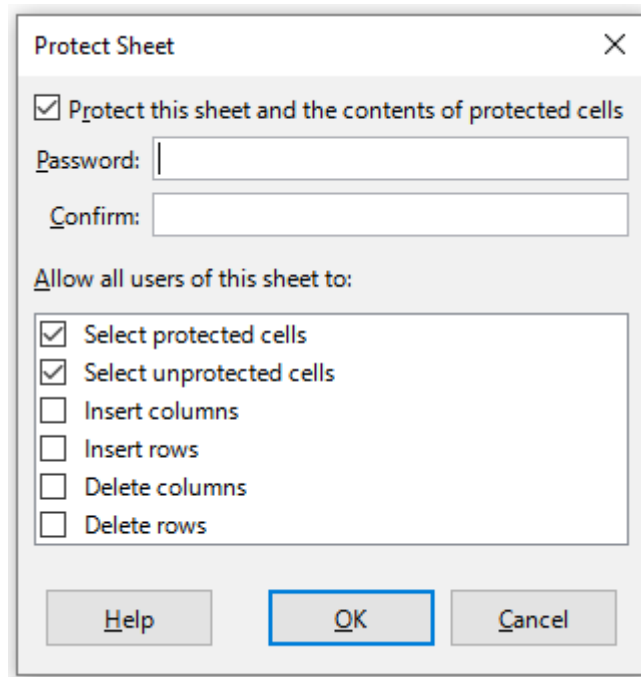 Protect Sheet
Protect this sheet and the contents of protected cells
Password:
Confirm:
Allow all users of this sheet to:
Select protected cells
Select unprotected cells
Insert columns
Insert rows
Delete columns
Delete rows
Help OK Cancel